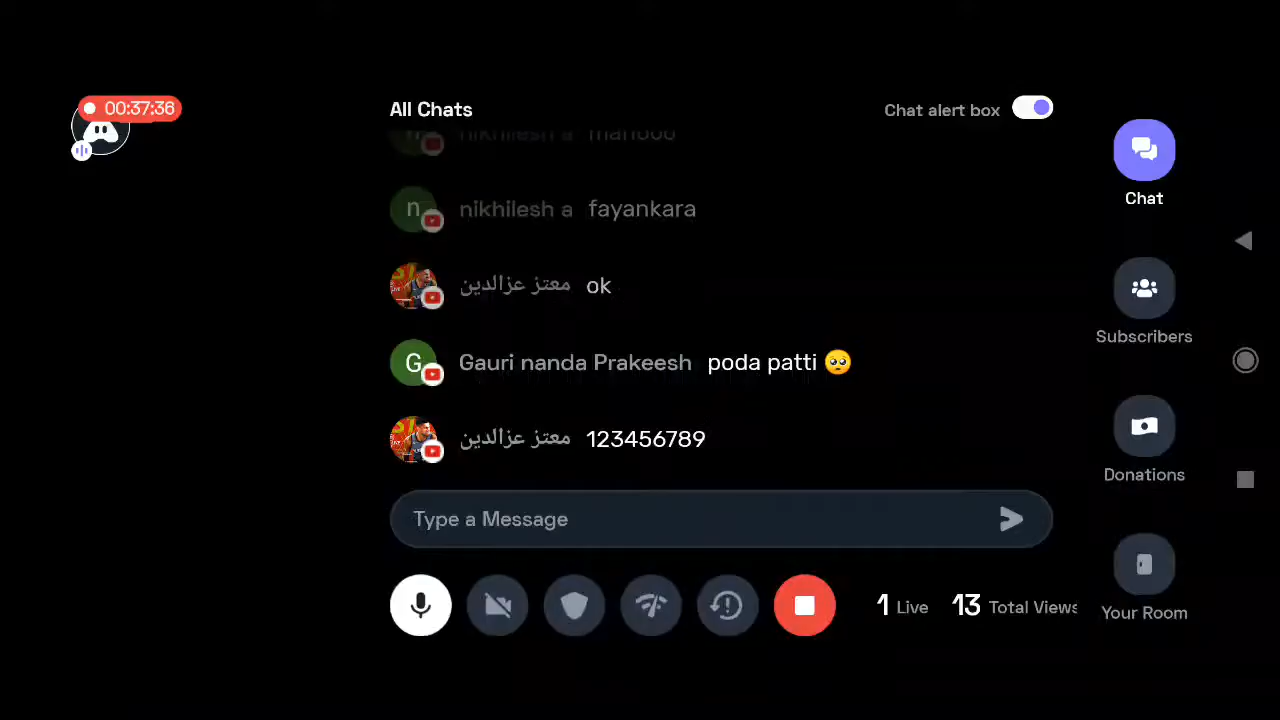 00:37:36
All Chats
Chat alert box
nikhilesh a
Chat
nikhilesh a fayankara
معتز عزالدين ok
Subscribers
Gauri nanda Prakeesh poda patti 🥺
معتز عزالدين 123456789
Donations
Type a Message
1 Live 13 Total Views
Your Room